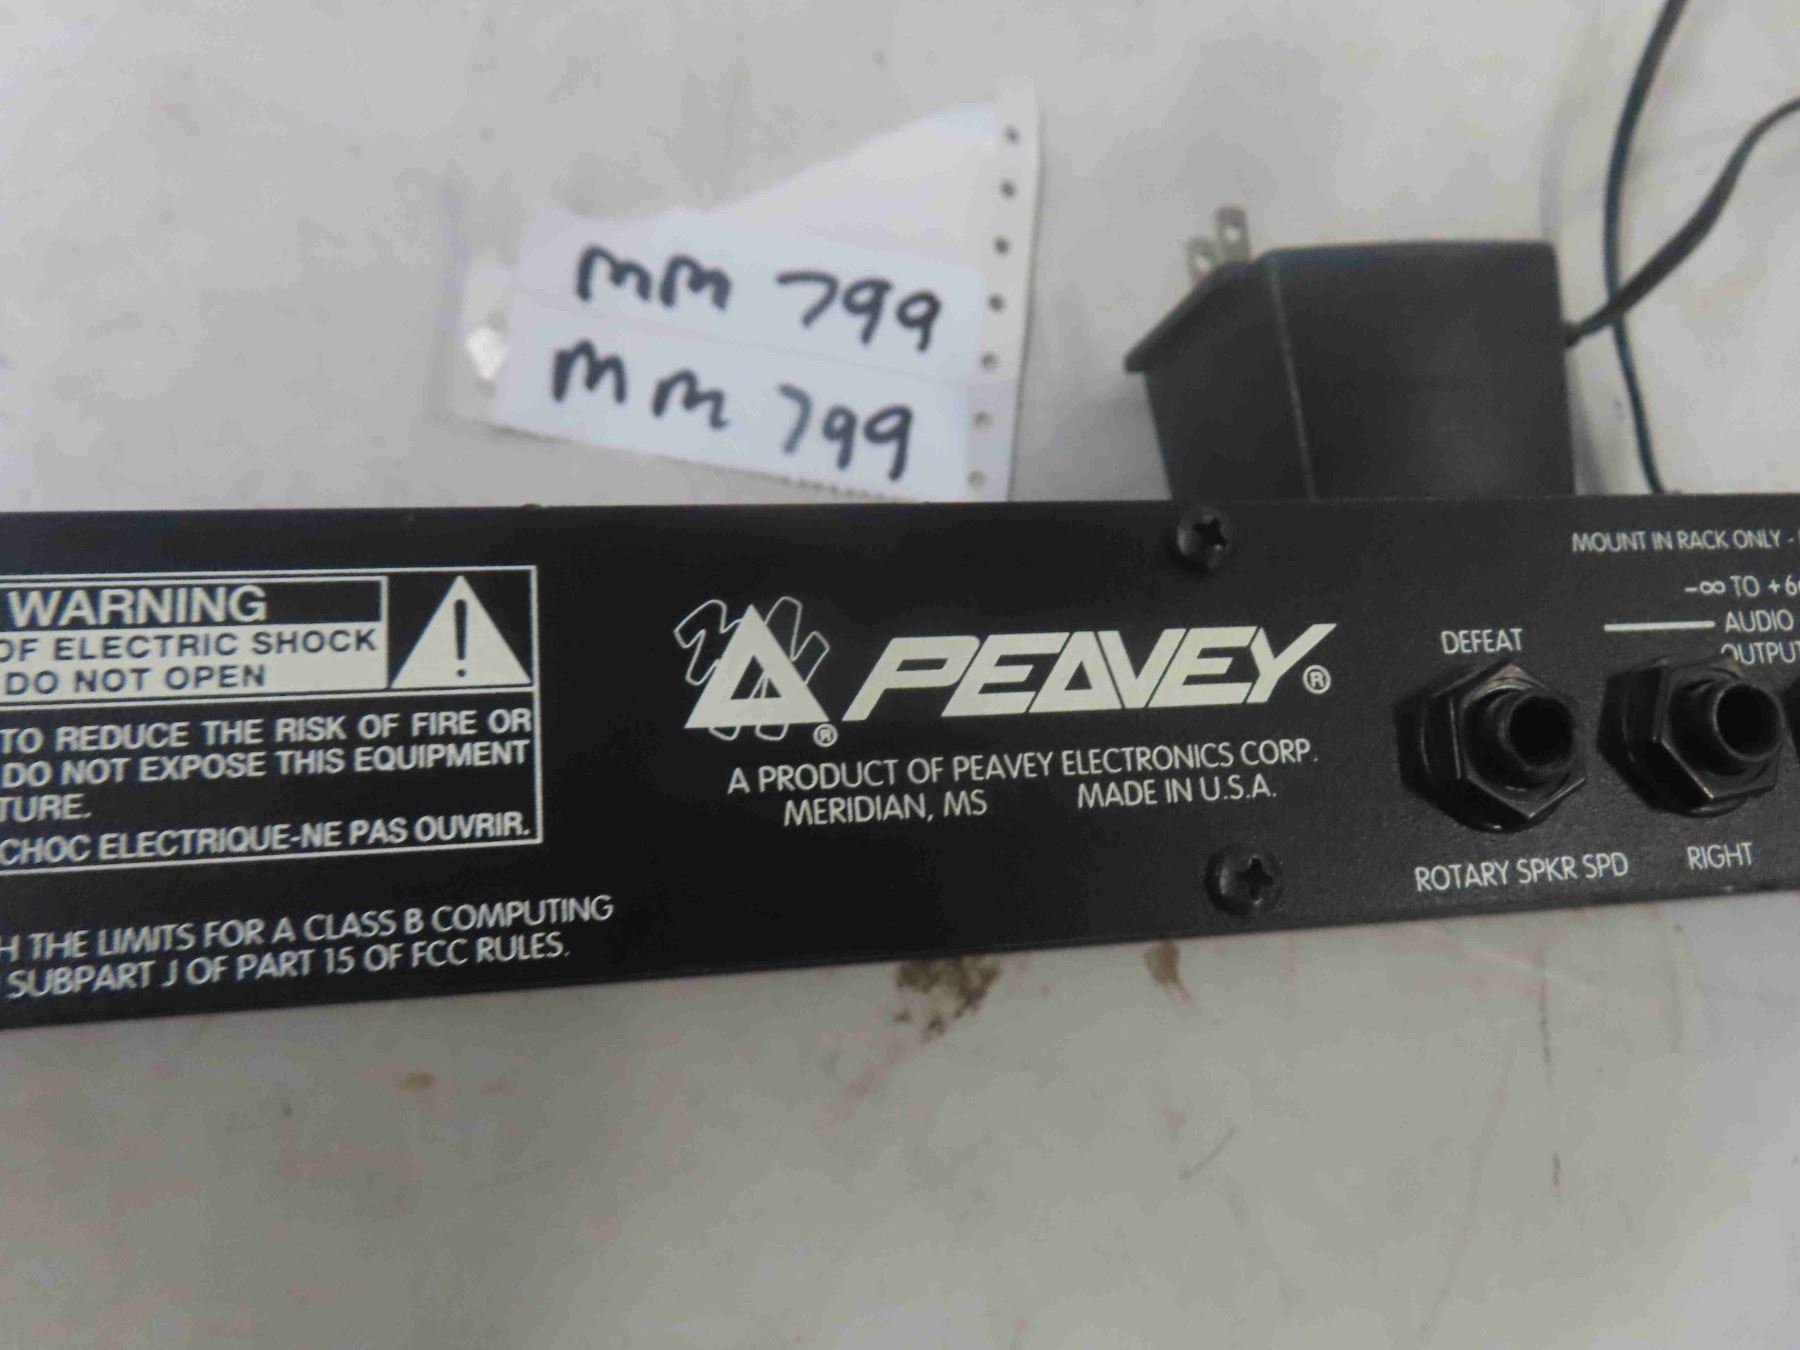 MM 799
MM 799
WARNING
OF ELECTRIC SHOCK
DO NOT OPEN
TO REDUCE THE RISK OF FIRE OR
DO NOT EXPOSE THIS EQUIPMENT
TURE.
CHOC ELECTRIQUE-NE PAS OUVRIR.
H THE LIMITS FOR A CLASS B COMPUTING
SUBPART J OF PART 15 OF FCC RULES.
PEAVEY®
®
A PRODUCT OF PEAVEY ELECTRONICS CORP.
MERIDIAN, MS MADE IN U.S.A.
MOUNT IN RACK ONLY -
-∞ TO +6
AUDIO
OUTPUT
DEFEAT
ROTARY SPKR SPD
RIGHT